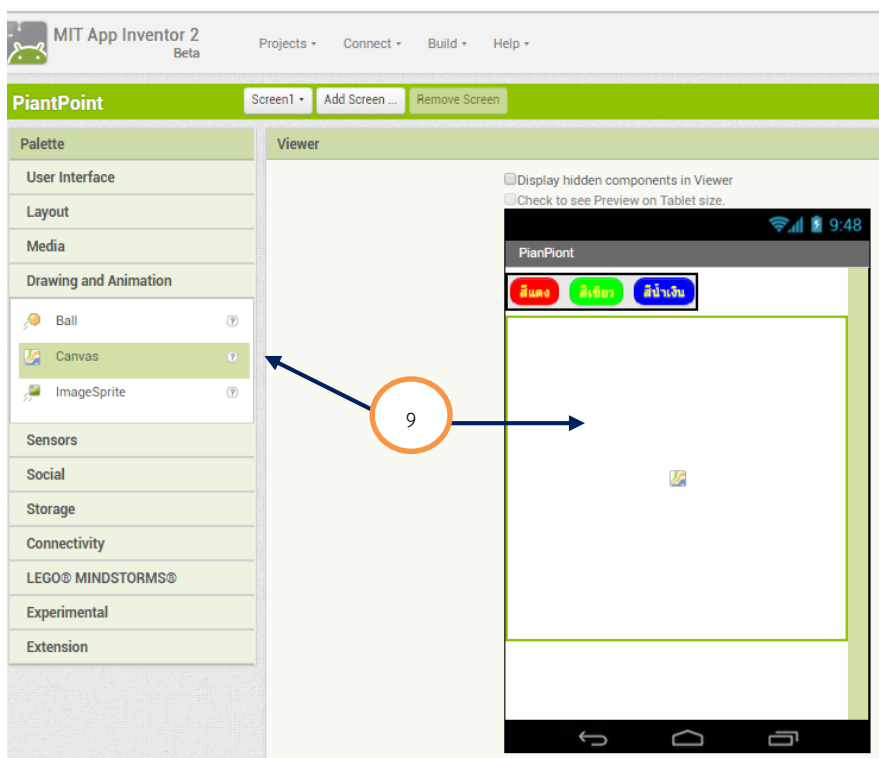 MIT App Inventor 2
Beta
Projects Connect Build Help
PiantPoint
Screen1 Add Screen ... Remove Screen
Palette
Viewer
User Interface
Layout
Media
Drawing and Animation
Ball ?
Canvas ?
ImageSprite ?
Sensors
Social
Storage
Connectivity
LEGO® MINDSTORMS®
Experimental
Extension
Display hidden components in Viewer
Check to see Preview on Tablet size.
9:48
PianPiont
สีแดง สีเขียว สีน้ำเงิน
9